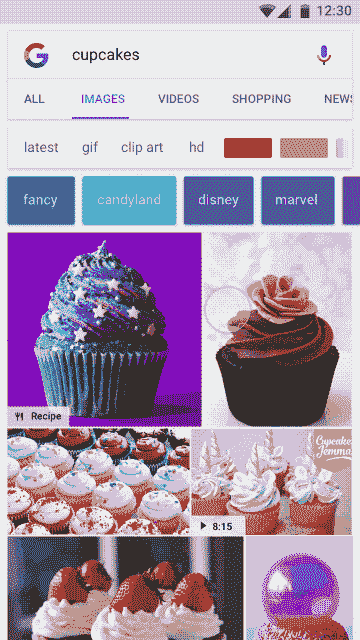 12:30
cupcakes
ALL IMAGES VIDEOS SHOPPING NEWS
latest gif clip art hd
fancy candyland disney marvel
Recipe
Cupcake
Jemma
8:15